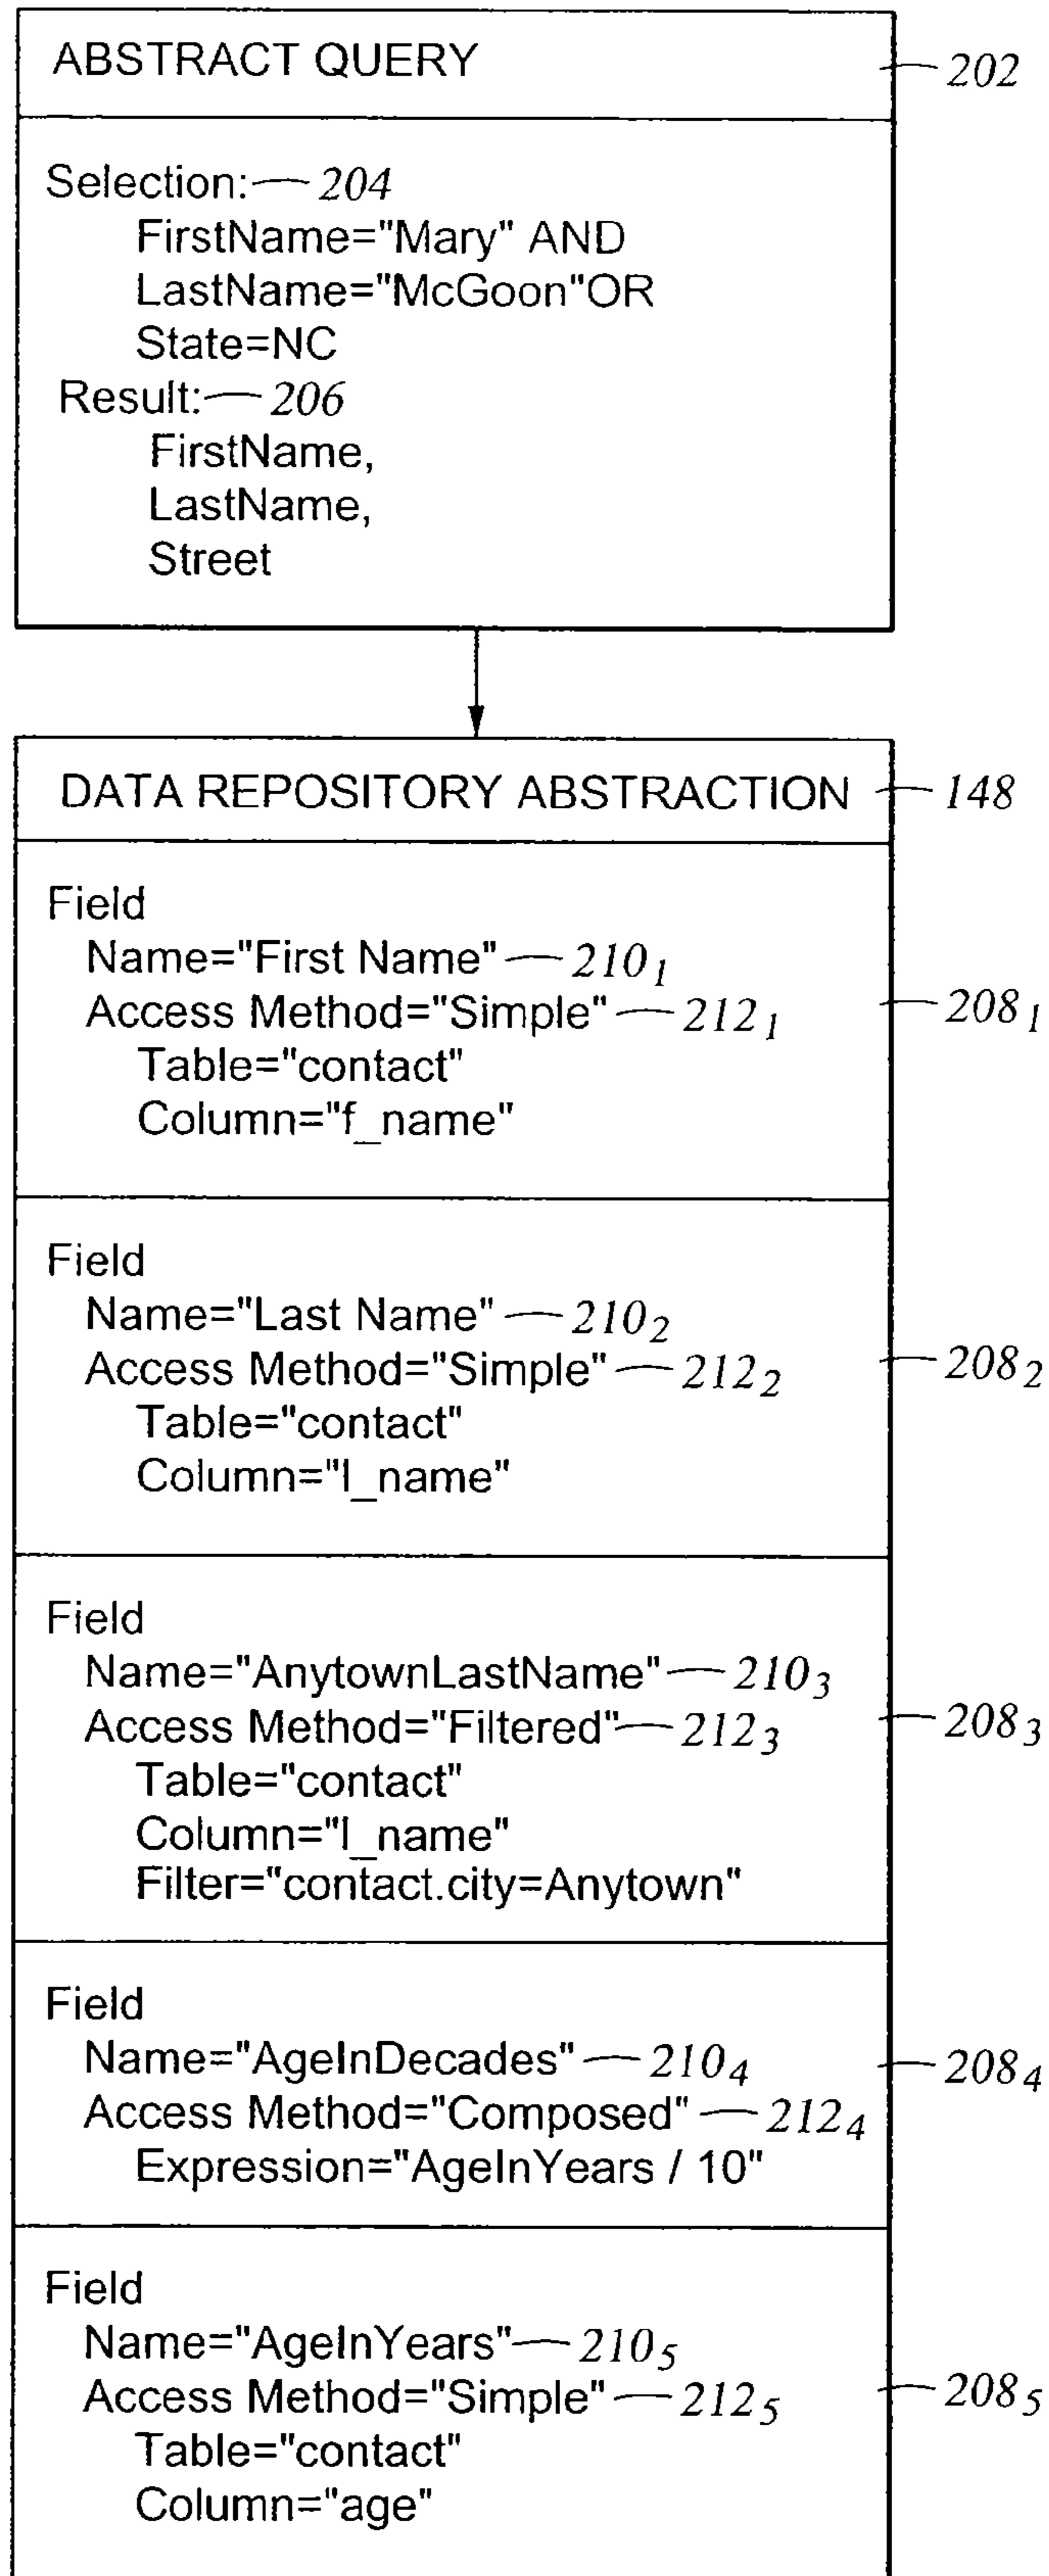 ABSTRACT QUERY 202
Selection: 204
FirstName="Mary" AND
LastName="McGoon"OR
State=NC
Result: 206
FirstName,
LastName,
Street
DATA REPOSITORY ABSTRACTION 148
Field
Name="First Name" 210₁
Access Method="Simple" 212₁ 208₁
Table="contact"
Column="f_name"
Field
Name="Last Name" 210₂
Access Method="Simple" 212₂ 208₂
Table="contact"
Column="l_name"
Field
Name="AnytownLastName" 210₃
Access Method="Filtered" 212₃ 208₃
Table="contact"
Column="l_name"
Filter="contact.city=Anytown"
Field
Name="AgeInDecades" 210₄ 208₄
Access Method="Composed" 212₄
Expression="AgeInYears / 10"
Field
Name="AgeInYears" 210₅
Access Method="Simple" 212₅ 208₅
Table="contact"
Column="age"